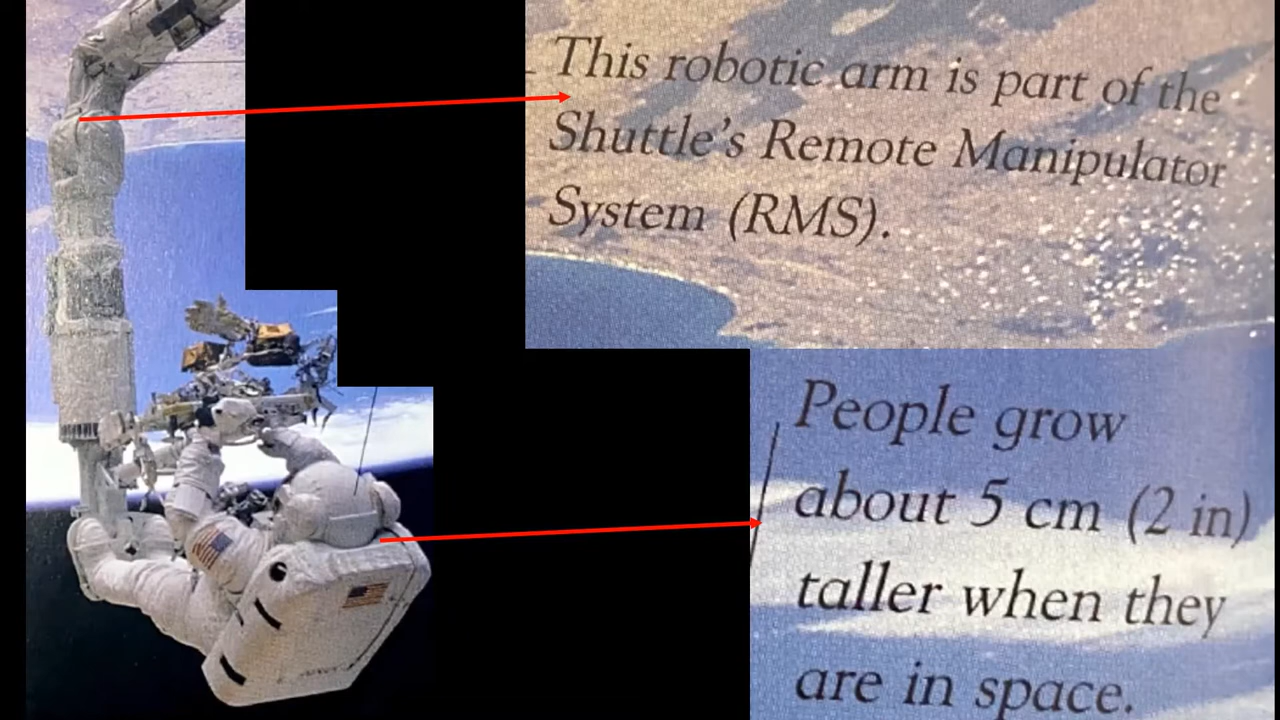 This robotic arm is part of the
Shuttle's Remote Manipulator
System (RMS).
People grow
about 5 cm (2 in)
taller when they
are in space.